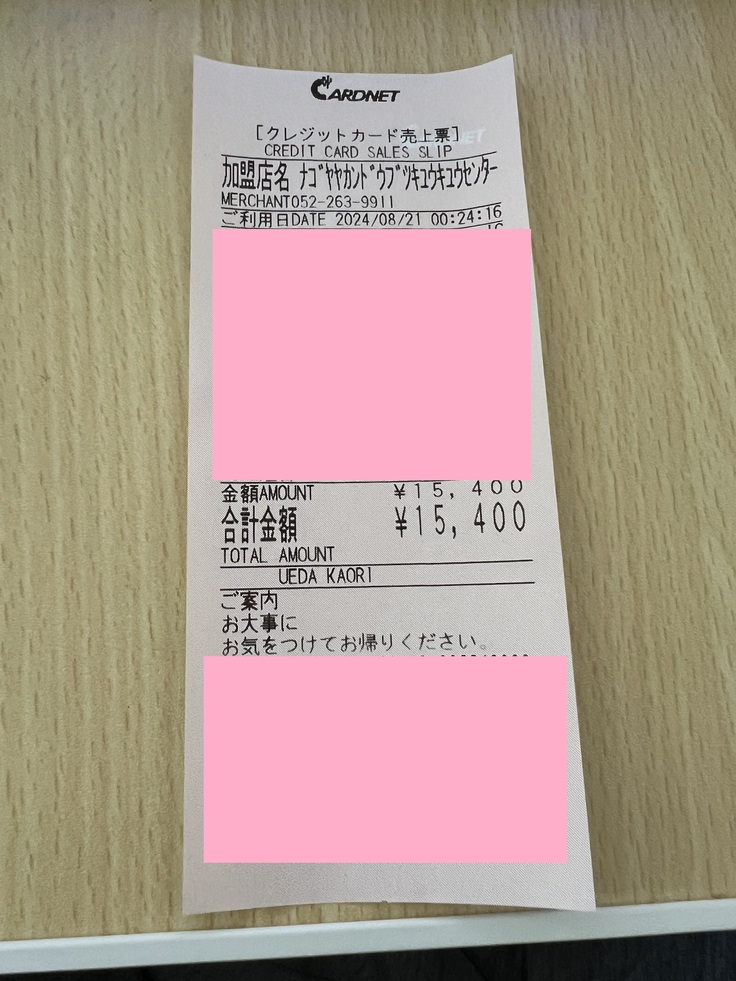 CARDNET
[クレジットカード売上票]
CREDIT CARD SALES SLIP
加盟店名 ﾅｺﾞﾔﾔｶﾝﾄﾞｳﾌﾞﾂｷｭｳｷｭｳｾﾝﾀｰ
MERCHANT052-263-9911
ご利用日DATE 2024/08/21 00:24:16
金額AMOUNT ¥15,400
合計金額 ¥15,400
TOTAL AMOUNT
UEDA KAORI
ご案内
お大事に
お気をつけてお帰りください。